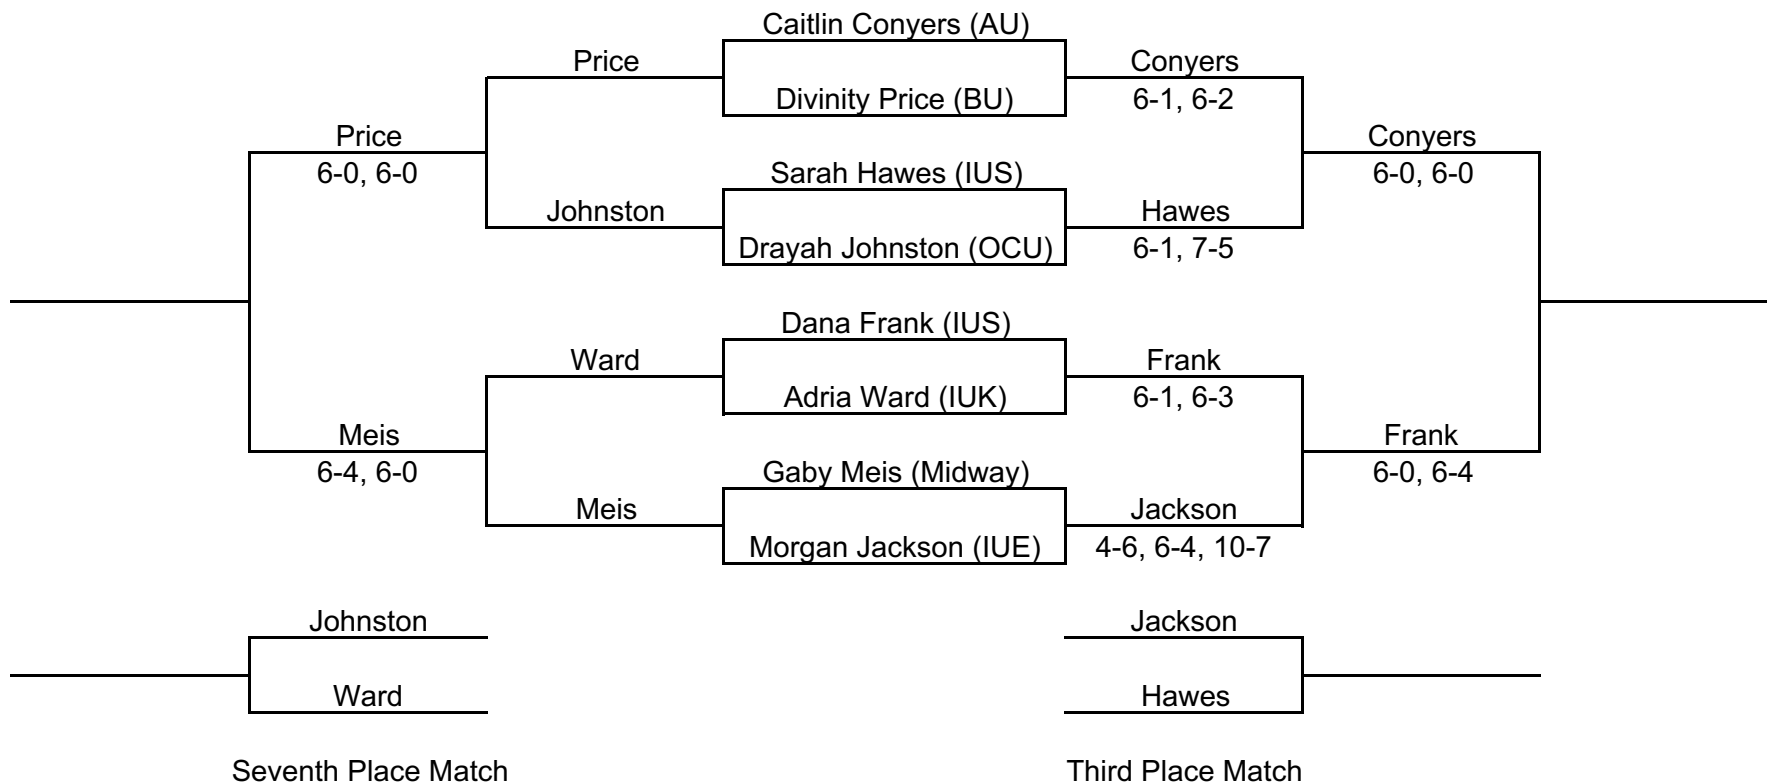 Caitlin Conyers (AU)
Price Conyers
Divinity Price (BU) 6-1, 6-2
Price Conyers
6-0, 6-0 Sarah Hawes (IUS) 6-0, 6-0
Johnston Hawes
Drayah Johnston (OCU) 6-1, 7-5
Dana Frank (IUS)
Ward Frank
Adria Ward (IUK) 6-1, 6-3
Meis Frank
6-4, 6-0 Gaby Meis (Midway) 6-0, 6-4
Meis Jackson
Morgan Jackson (IUE) 4-6, 6-4, 10-7
Johnston Jackson
Ward Hawes
Seventh Place Match Third Place Match